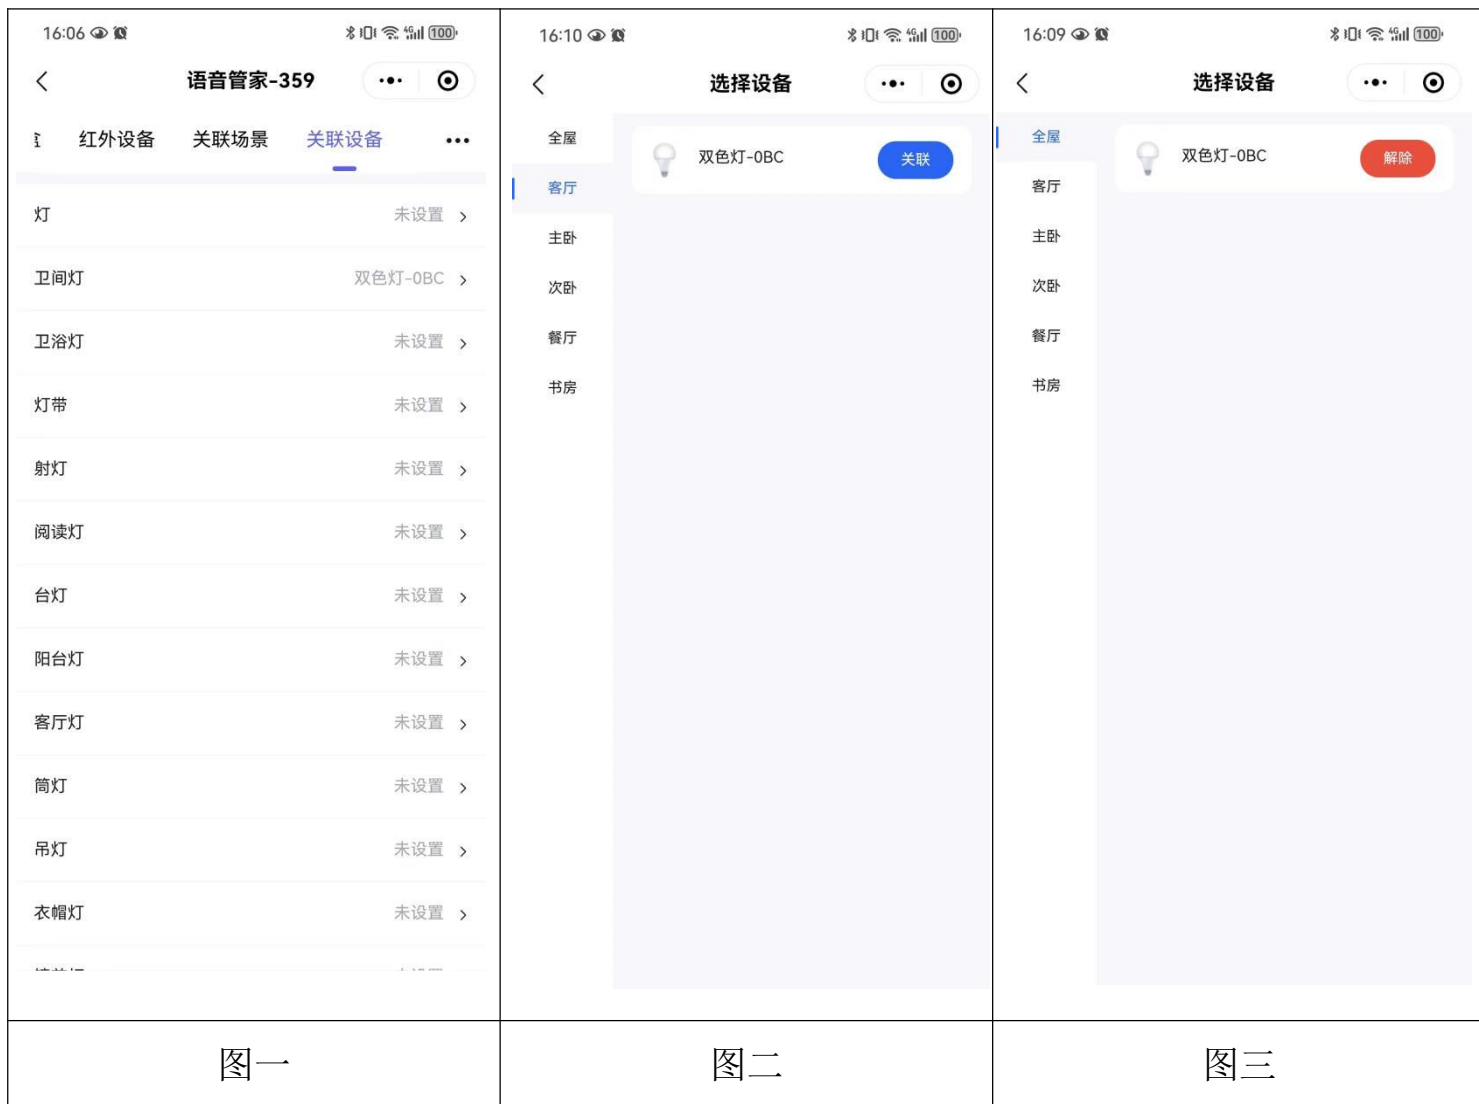 16:06 4G 100
语音管家-359
红外设备 关联场景 关联设备
灯 未设置
卫间灯 双色灯-0BC
卫浴灯 未设置
灯带 未设置
射灯 未设置
阅读灯 未设置
台灯 未设置
阳台灯 未设置
客厅灯 未设置
筒灯 未设置
吊灯 未设置
衣帽灯 未设置
图一
16:10 4G 100
选择设备
全屋
客厅
主卧
次卧
餐厅
书房
双色灯-0BC 关联
图二
16:09 4G 100
选择设备
全屋
客厅
主卧
次卧
餐厅
书房
双色灯-0BC 解除
图三